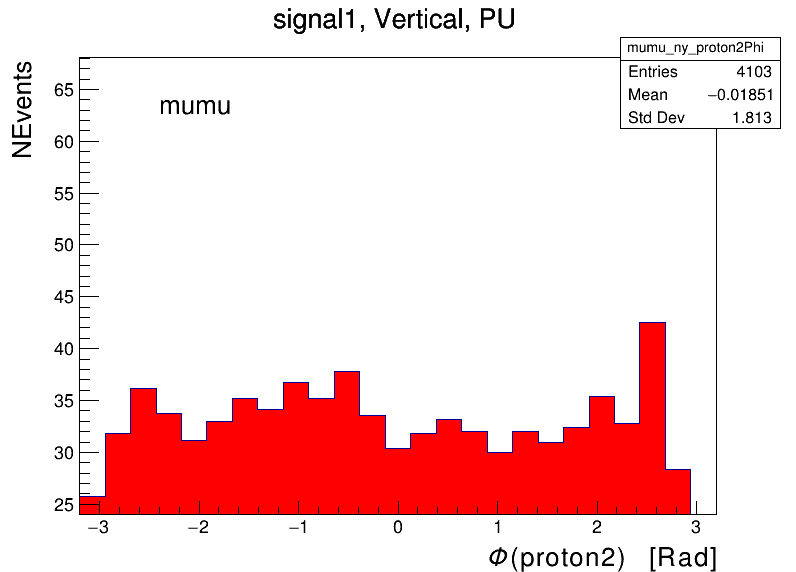 signal1, Vertical, PU
mumu_ny_proton2Phi
Entries 4103
Mean −0.01851
Std Dev 1.813
NEvents
mumu
65
60
55
50
45
40
35
30
25
−3 −2 −1 0 1 2 3
Φ(proton2) [Rad]